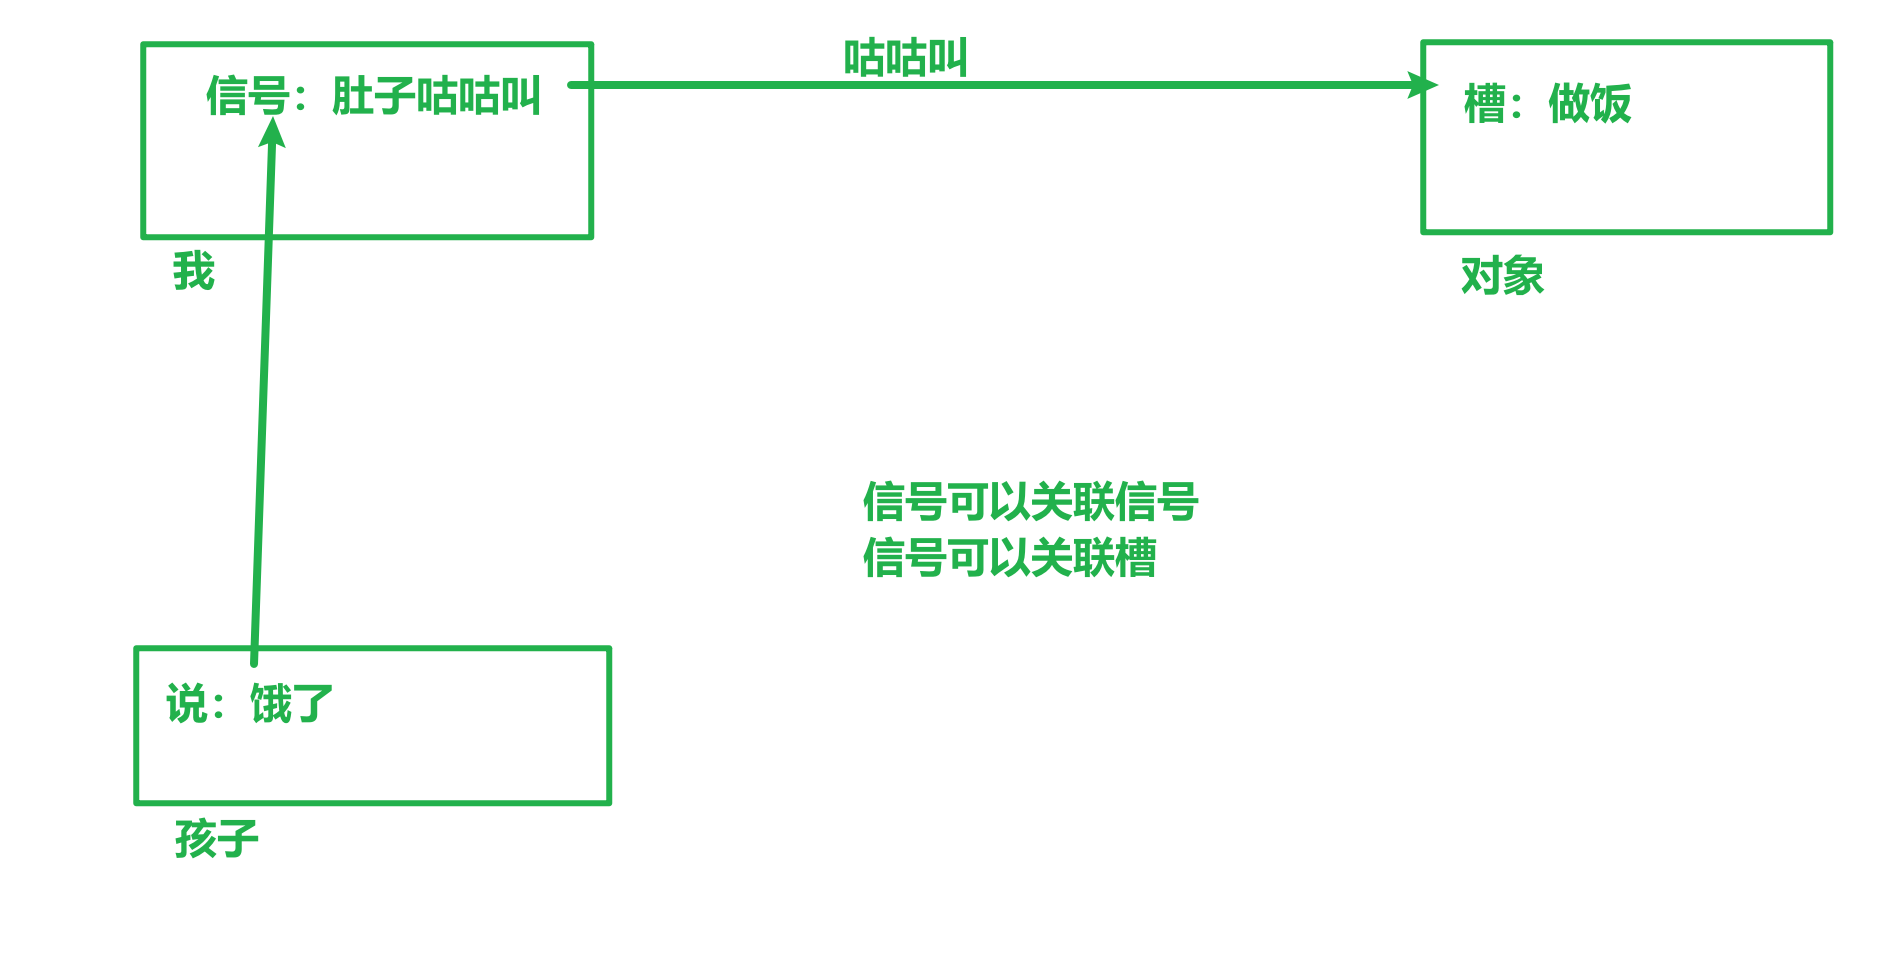 咕咕叫
信号：肚子咕咕叫
槽：做饭
我
对象
信号可以关联信号
信号可以关联槽
说：饿了
孩子